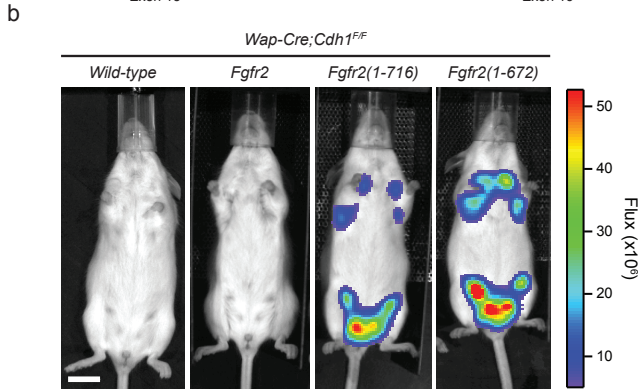 b
Wap-Cre;Cdh1F/F
Wild-type Fgfr2 Fgfr2(1-716) Fgfr2(1-672)
50
40
30
20
10
Flux (x10⁶)